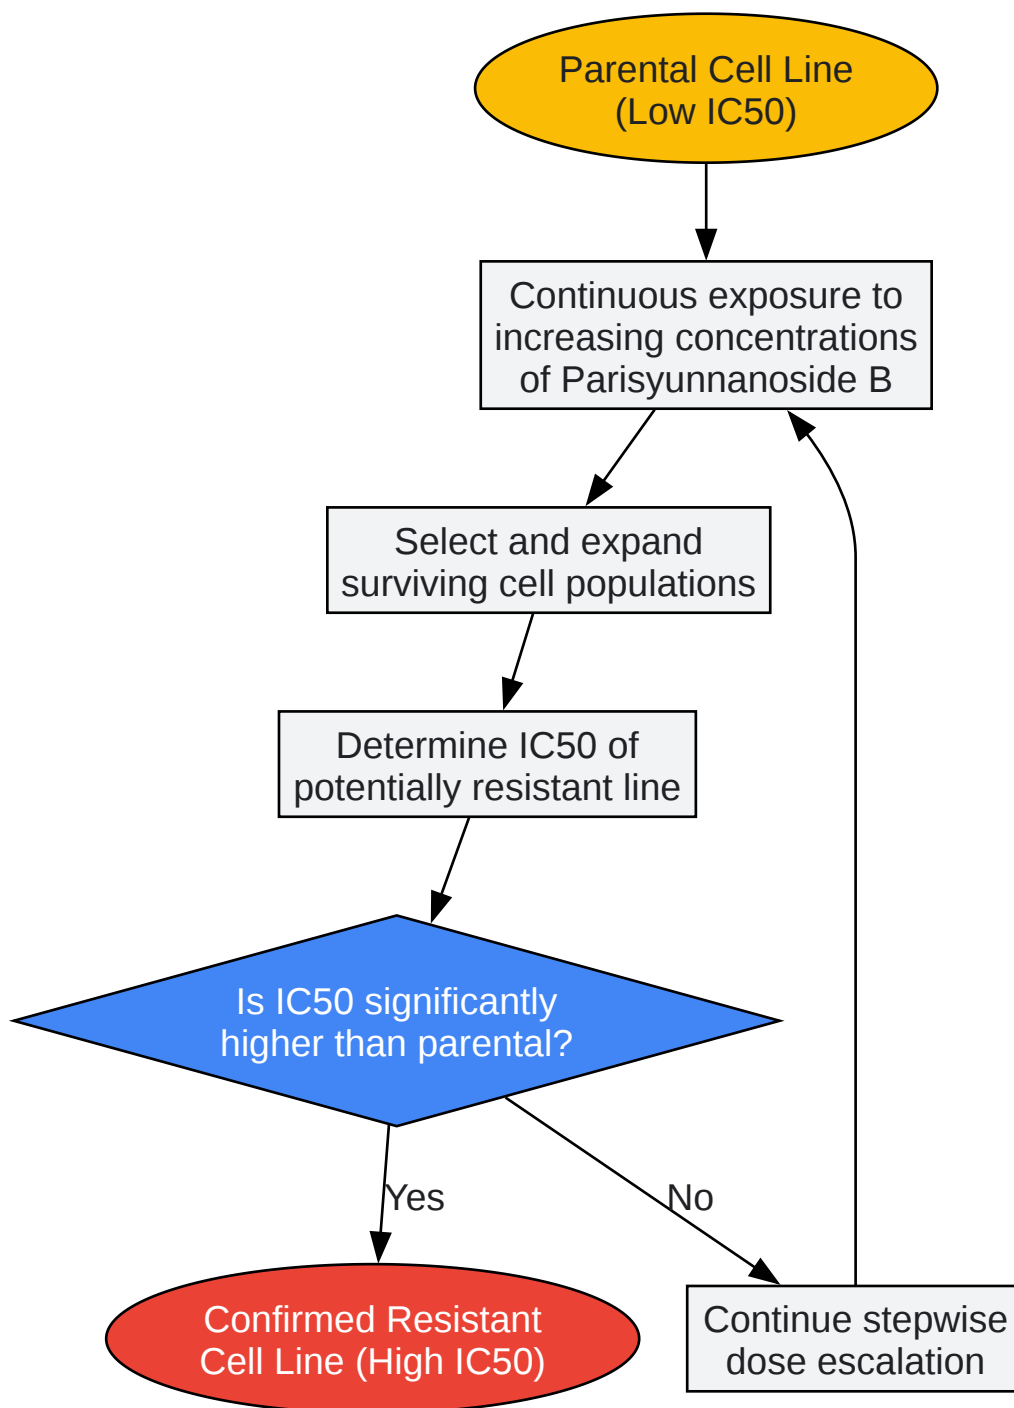 Parental Cell Line
(Low IC50)
Continuous exposure to
increasing concentrations
of Parisyunnanoside B
Select and expand
surviving cell populations
Determine IC50 of
potentially resistant line
Is IC50 significantly
higher than parental?
Yes
No
Confirmed Resistant
Cell Line (High IC50)
Continue stepwise
dose escalation